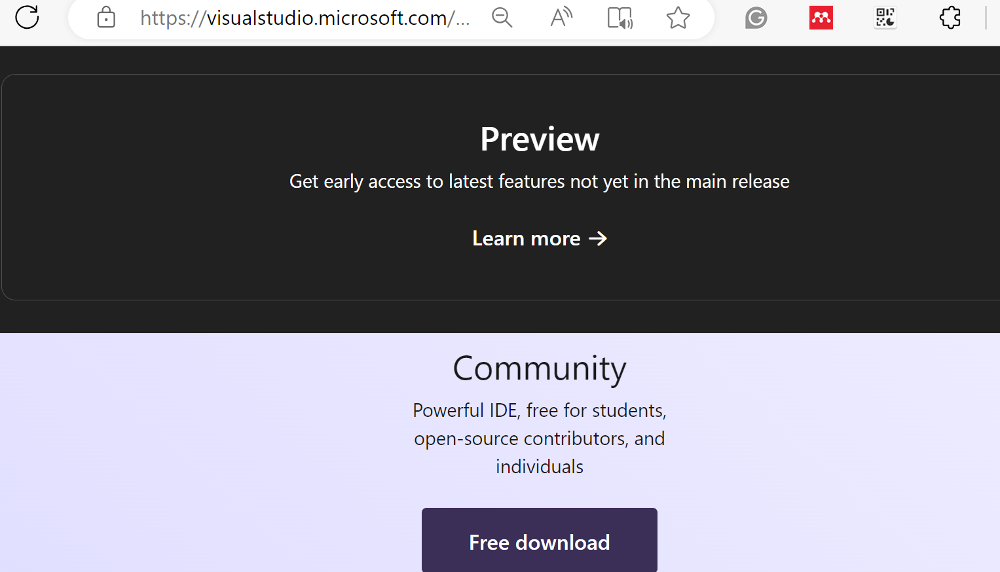 https://visualstudio.microsoft.com/...
Preview
Get early access to latest features not yet in the main release
Learn more →
Community
Powerful IDE, free for students,
open-source contributors, and
individuals
Free download